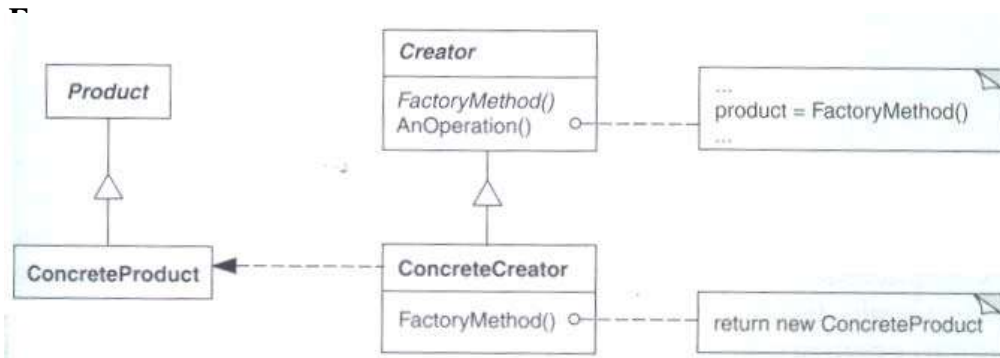 Creator
Product
FactoryMethod()
AnOperation()
...
product = FactoryMethod()
...
ConcreteProduct
ConcreteCreator
FactoryMethod()
return new ConcreteProduct